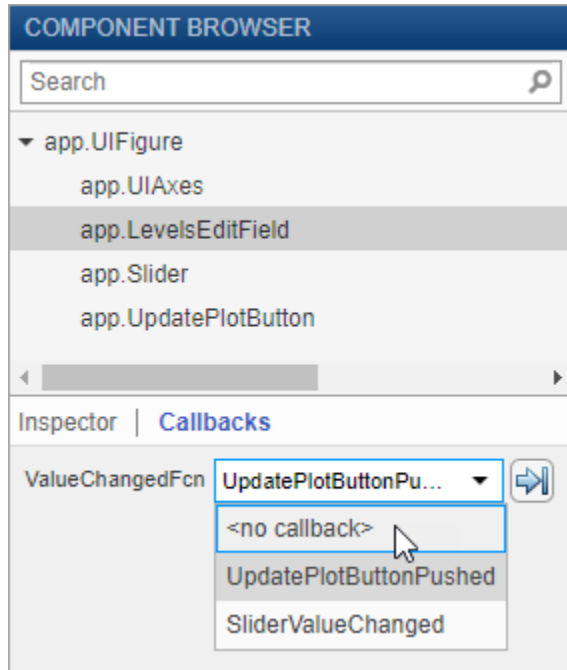 COMPONENT BROWSER
Search
app.UIFigure
app.UIAxes
app.LevelsEditField
app.Slider
app.UpdatePlotButton
Inspector | Callbacks
ValueChangedFcn UpdatePlotButtonPu...
<no callback>
UpdatePlotButtonPushed
SliderValueChanged